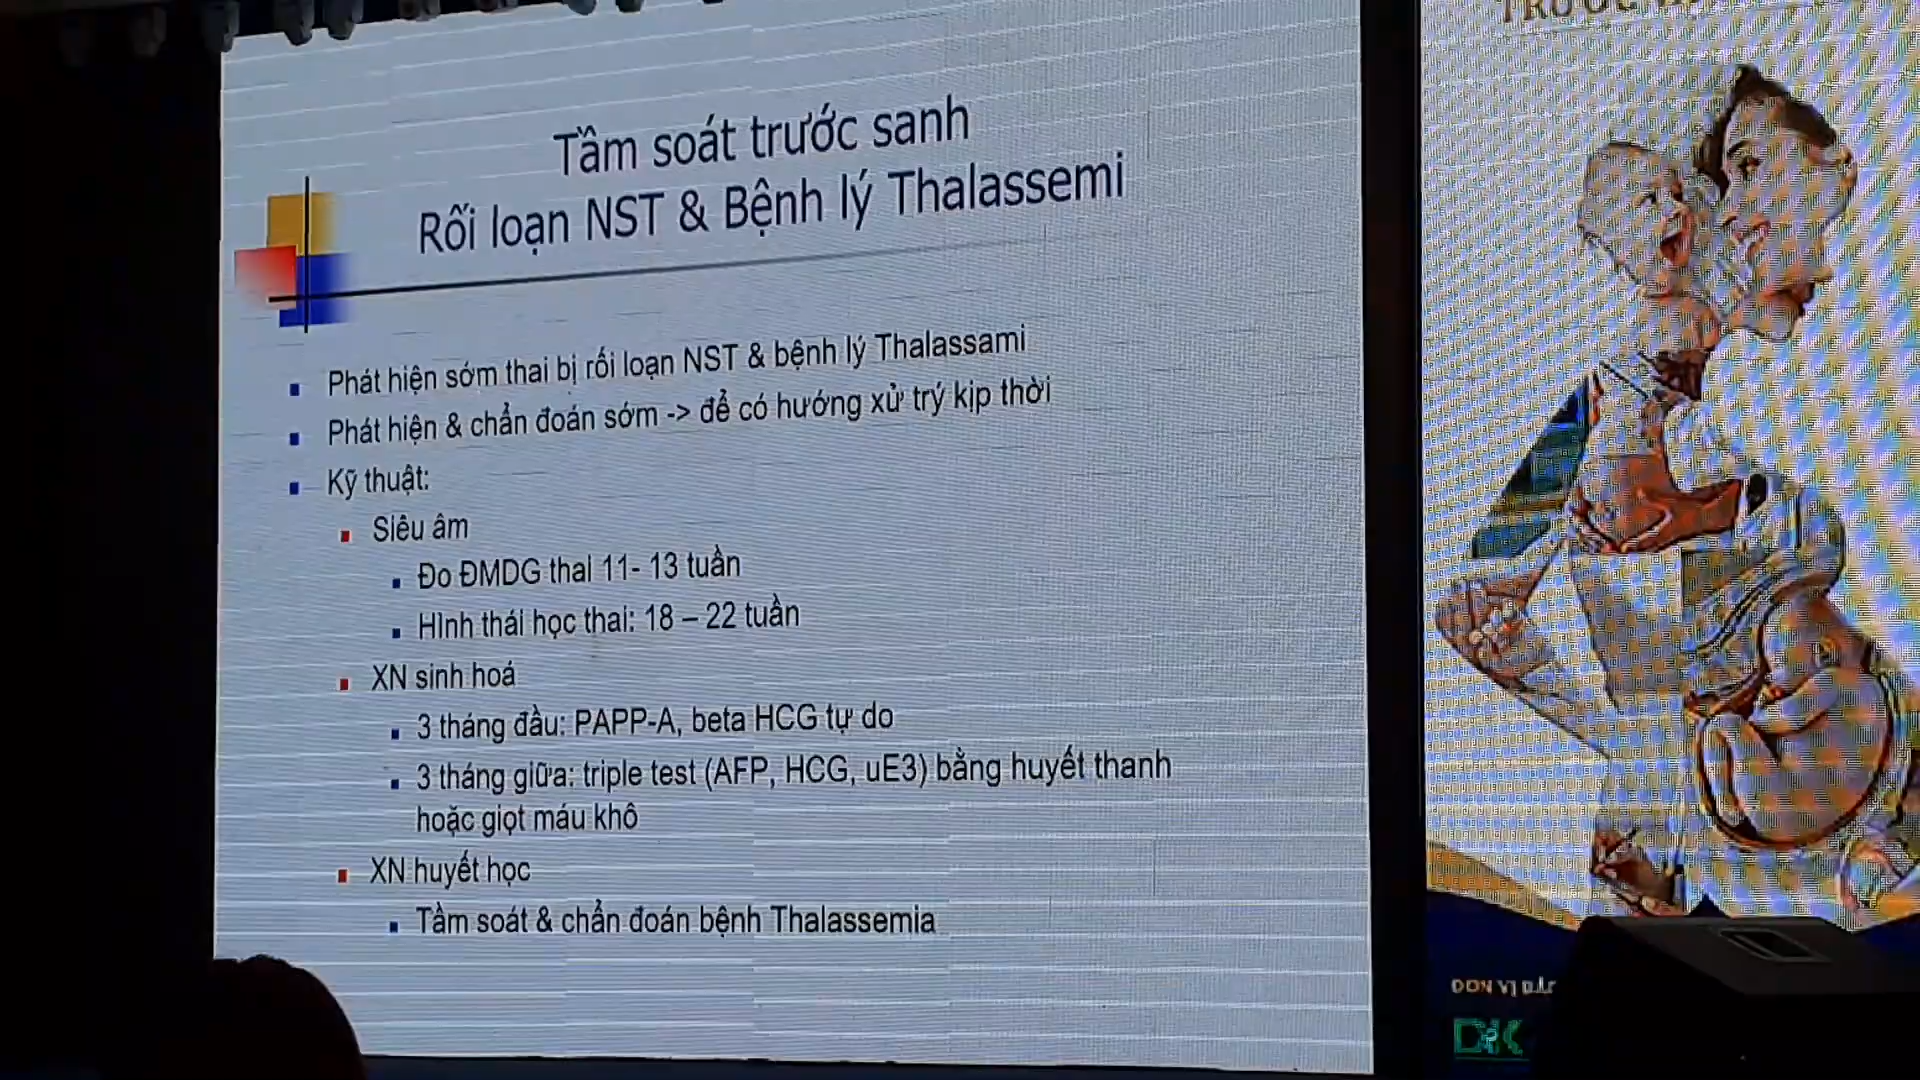 Tầm soát trước sanh
Rối loạn NST & Bệnh lý Thalassemi
Phát hiện sớm thai bị rối loạn NST & bệnh lý Thalassami
Phát hiện & chẩn đoán sớm -> để có hướng xử trý kịp thời
Kỹ thuật:
Siêu âm
Đo ĐMDG thai 11- 13 tuần
Hình thái học thai: 18 – 22 tuần
XN sinh hoá
3 tháng đầu: PAPP-A, beta HCG tự do
3 tháng giữa: triple test (AFP, HCG, uE3) bằng huyết thanh
hoặc giọt máu khô
XN huyết học
Tầm soát & chẩn đoán bệnh Thalassemia
ĐƠN VỊ